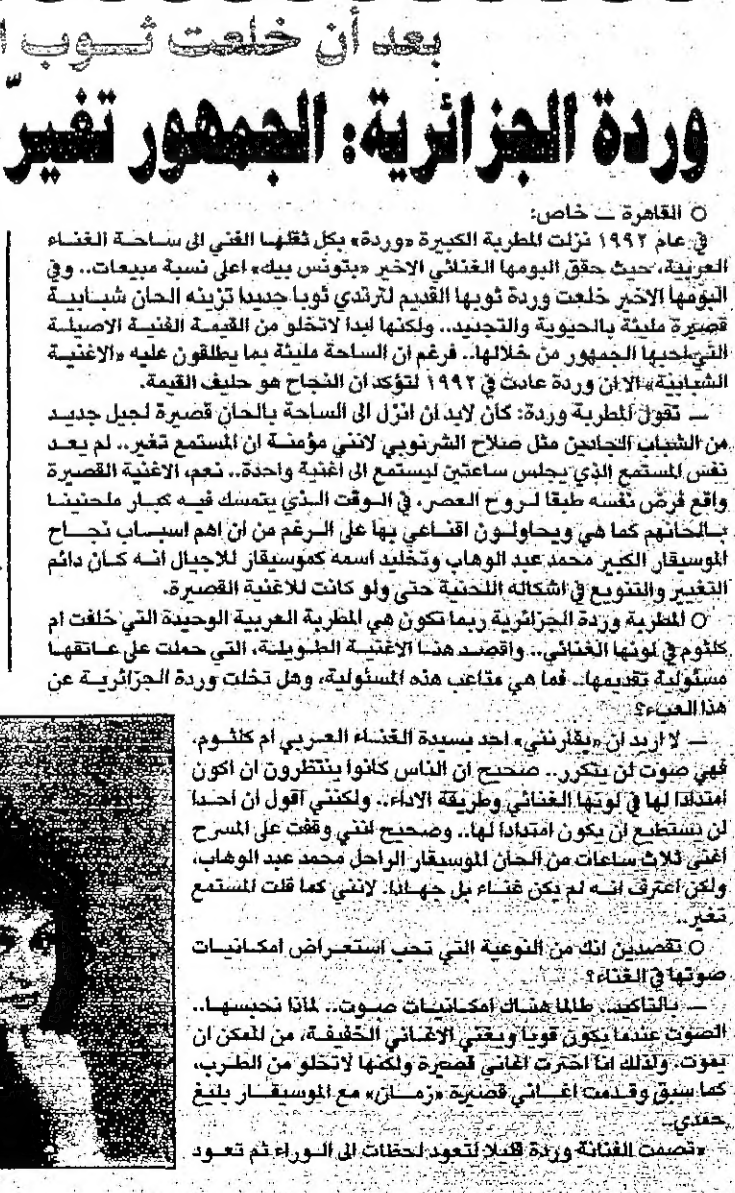 بعد أن خلعت ثوب
وردة الجزائرية: الجمهور تغيّر
○ القاهرة — خاص:
في عام ١٩٩٢ نزلت المطربة الكبيرة «وردة» بكل ثقلها الفني الى ساحة الغناء
العربية، حيث حقق البومها الغنائي الاخير «بتونس بيك» اعلى نسبة مبيعات.. وفي
البومها الاخير خلعت وردة ثوبها القديم لترتدي ثوبا جديدا تزينه الحان شبابية
قصيرة مليئة بالحيوية والتجديد.. ولكنها ابدا لاتخلو من القيمة الفنية الاصيلة
التي احبها الجمهور من خلالها.. فرغم ان الساحة مليئة بما يطلقون عليه «الاغنية
الشبابية» الا ان وردة عادت في ١٩٩٢ لتؤكد ان النجاح هو حليف القيمة.
— تقول المطربة وردة: كان لابد ان انزل الى الساحة بالحان قصيرة لجيل جديد
من الشباب الجادين مثل صلاح الشرنوبي لانني مؤمنة ان المستمع تغير.. لم يعد
نفس المستمع الذي يجلس ساعتين ليستمع الى اغنية واحدة.. نعم، الاغنية القصيرة
واقع فرض نفسه طبقا لروح العصر، في الوقت الذي يتمسك فيه كبار ملحنينا
بالحانهم كما هي ويحاولون اقناعي بها على الرغم من ان اهم اسباب نجاح
الموسيقار الكبير محمد عبد الوهاب وتخليد اسمه كموسيقار للاجيال انه كان دائم
التغيير والتنويع في اشكاله اللحنية حتى ولو كانت للاغنية القصيرة.
○ المطربة وردة الجزائرية ربما تكون هي المطربة العربية الوحيدة التي خلفت ام
كلثوم في لونها الغنائي.. واقصد هنا الاغنية الطويلة، التي حملت على عاتقها
مسئولية تقديمها.. فما هي متاعب هذه المسئولية، وهل تخلت وردة الجزائرية عن
هذا العبء؟
— لا اريد ان «يقارنني» احد بسيدة الغناء العربي ام كلثوم،
فهي صوت لن يتكرر.. صحيح ان الناس كانوا ينتظرون ان اكون
امتدادا لها في لونها الغنائي وطريقة الاداء.. ولكنني اقول ان احدا
لن يستطيع ان يكون امتدادا لها.. وصحيح انني وقفت على المسرح
اغني ثلاث ساعات من الحان الموسيقار الراحل محمد عبد الوهاب،
ولكن اعترف انه لم يكن غناء بل جهادا. لانني كما قلت المستمع
تغير..
○ تقصدين انك من النوعية التي تحب استعراض امكانيات
صوتها في الغناء؟
— بالتاكيد.. طالما هناك امكانيات صوت.. لماذا نحبسها..
الصوت عندما يكون قويا ويغني الاغاني الخفيفة، من الممكن ان
يموت. ولذلك انا اخترت اغاني قصيرة ولكنها لاتخلو من الطرب،
كما سبق وقدمت اغاني قصيرة «زمان» مع الموسيقار بليغ
حمدي..
«تصمت الفنانة وردة قليلا لتعود لحظات الى الوراء ثم تعود